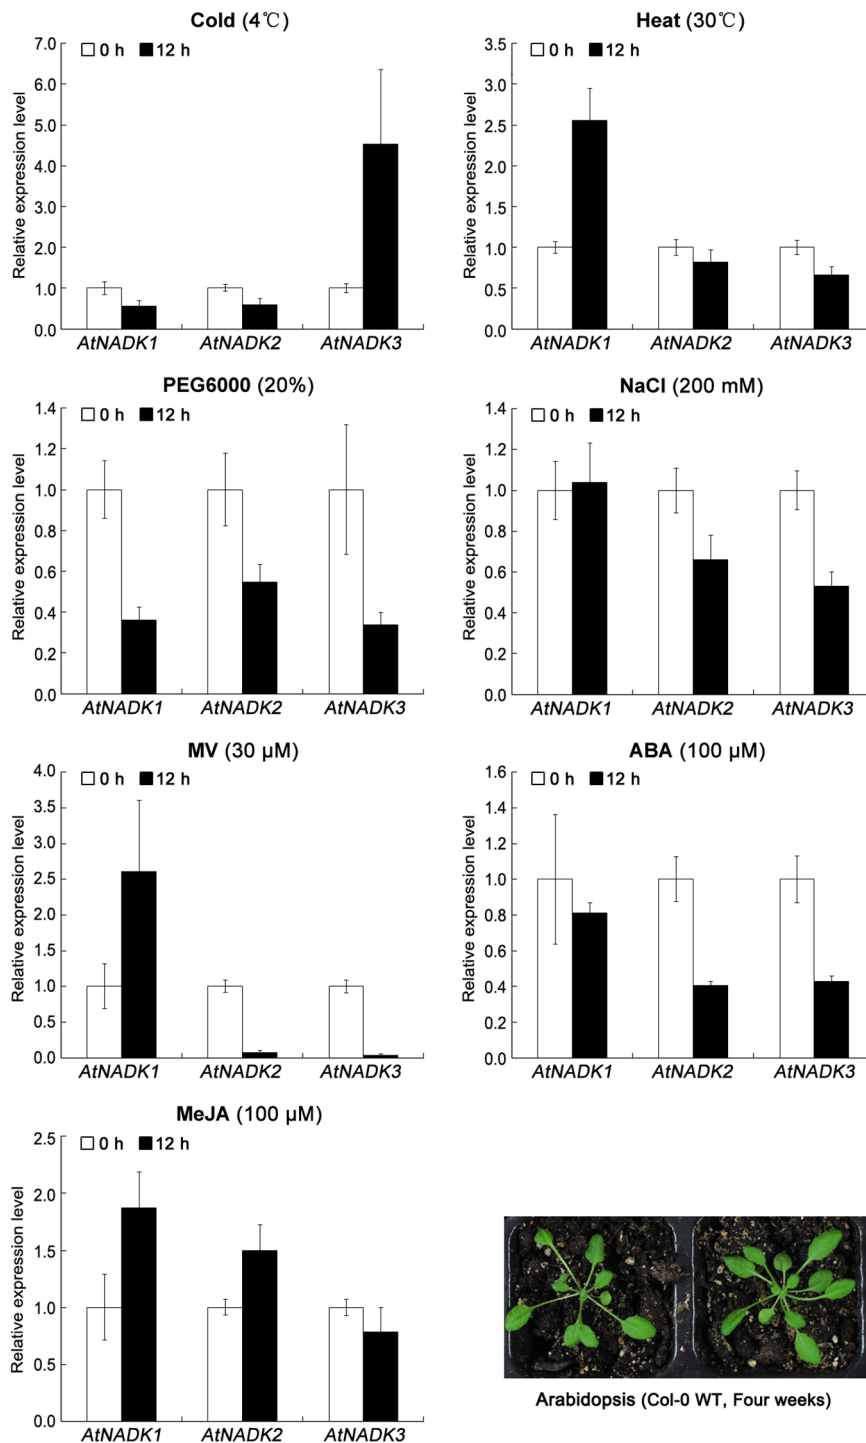 Cold (4℃)
7.0
6.0
5.0
4.0
3.0
2.0
1.0
0.0
Relative expression level
0 h 12 h
AtNADK1 AtNADK2 AtNADK3
Heat (30℃)
3.5
3.0
2.5
2.0
1.5
1.0
0.5
0.0
Relative expression level
0 h 12 h
AtNADK1 AtNADK2 AtNADK3
PEG6000 (20%)
1.4
1.2
1.0
0.8
0.6
0.4
0.2
0.0
Relative expression level
0 h 12 h
AtNADK1 AtNADK2 AtNADK3
NaCl (200 mM)
1.4
1.2
1.0
0.8
0.6
0.4
0.2
0.0
Relative expression level
0 h 12 h
AtNADK1 AtNADK2 AtNADK3
MV (30 μM)
4.0
3.5
3.0
2.5
2.0
1.5
1.0
0.5
0.0
Relative expression level
0 h 12 h
AtNADK1 AtNADK2 AtNADK3
ABA (100 μM)
1.6
1.4
1.2
1.0
0.8
0.6
0.4
0.2
0.0
Relative expression level
0 h 12 h
AtNADK1 AtNADK2 AtNADK3
MeJA (100 μM)
2.5
2.0
1.5
1.0
0.5
0.0
Relative expression level
0 h 12 h
AtNADK1 AtNADK2 AtNADK3
Arabidopsis (Col-0 WT, Four weeks)